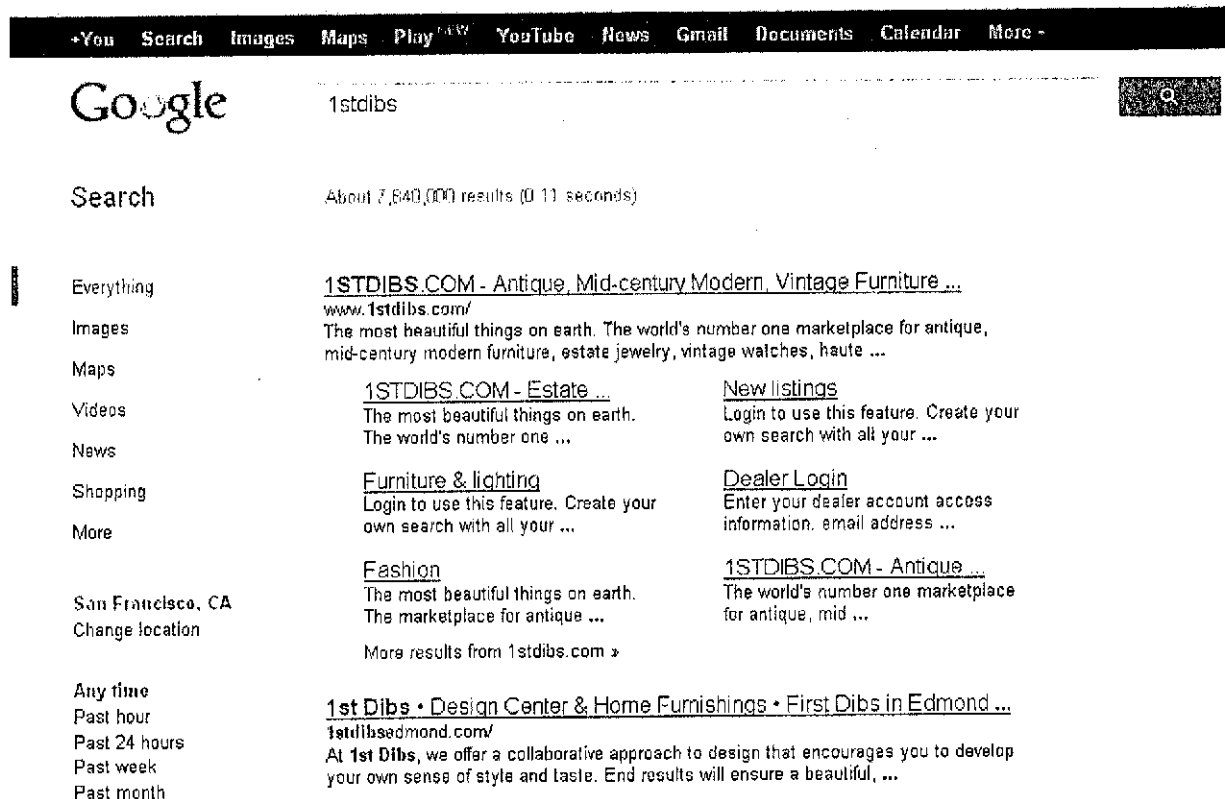 +You Search Images Maps Play NEW YouTube News Gmail Documents Calendar More -
Google
1stdibs
Search
About 7,640,000 results (0.11 seconds)
Everything
Images
Maps
Videos
News
Shopping
More
San Francisco, CA
Change location
Any time
Past hour
Past 24 hours
Past week
Past month
1STDIBS.COM - Antique, Mid-century Modern, Vintage Furniture ...
www.1stdibs.com/
The most beautiful things on earth. The world's number one marketplace for antique,
mid-century modern furniture, estate jewelry, vintage watches, haute ...
1STDIBS.COM - Estate ...
The most beautiful things on earth.
The world's number one ...
New listings
Login to use this feature. Create your
own search with all your ...
Furniture & lighting
Login to use this feature. Create your
own search with all your ...
Dealer Login
Enter your dealer account access
information. email address ...
Fashion
The most beautiful things on earth.
The marketplace for antique ...
1STDIBS.COM - Antique ...
The world's number one marketplace
for antique, mid ...
More results from 1stdibs.com »
1st Dibs • Design Center & Home Furnishings • First Dibs in Edmond ...
1stdibsedmond.com/
At 1st Dibs, we offer a collaborative approach to design that encourages you to develop
your own sense of style and taste. End results will ensure a beautiful, ...